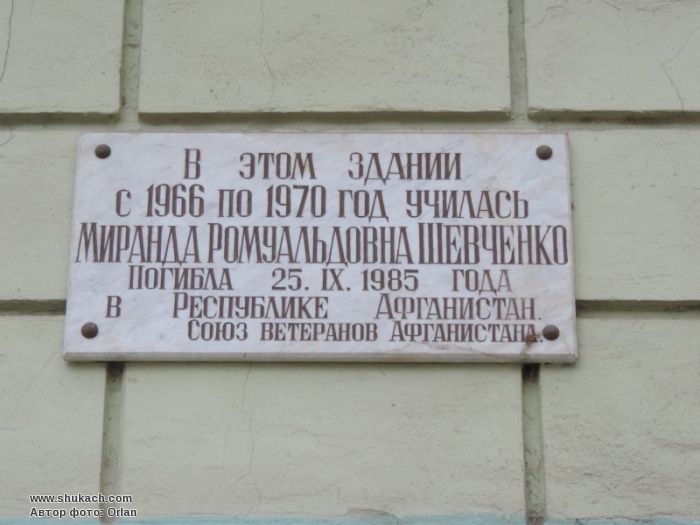 В этом здании
с 1966 по 1970 год училась
Миранда Ромуальдовна Шевченко
Погибла 25. IX. 1985 года
в Республике Афганистан.
Союз ветеранов Афганистана.
www.shukach.com
Автор фото: Orlan